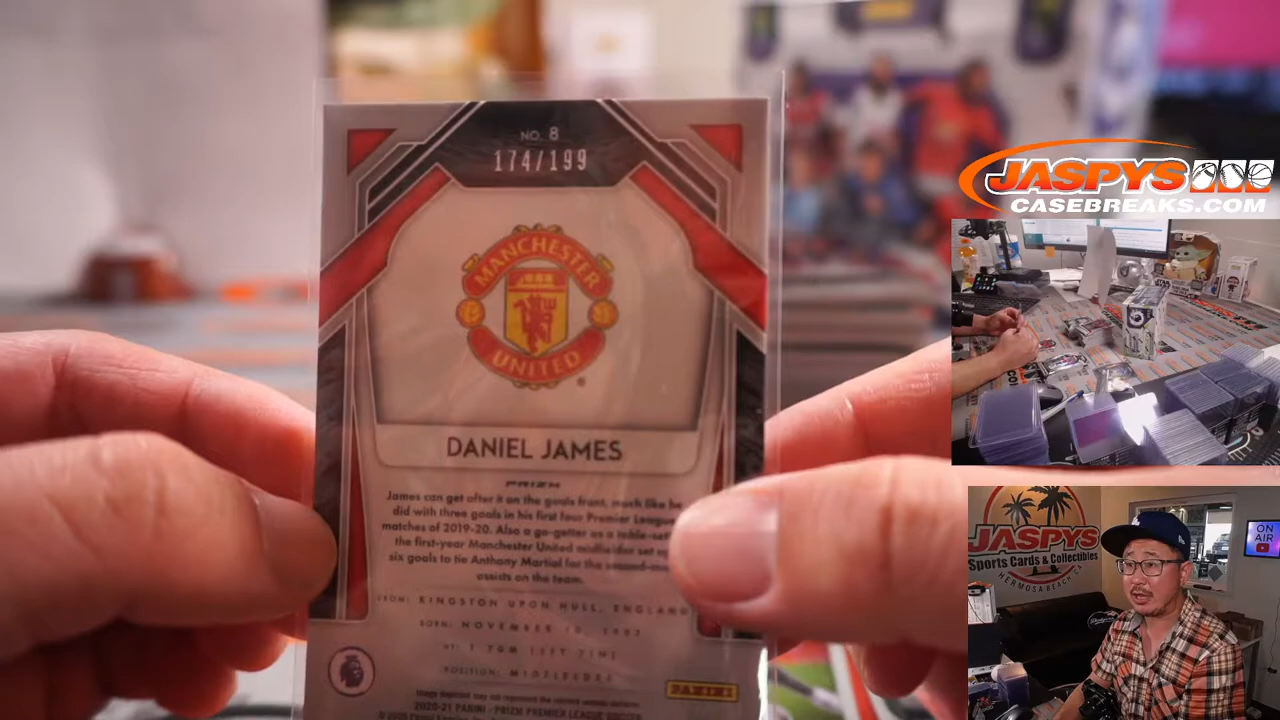 NO. 8
174/199
MANCHESTER
UNITED
DANIEL JAMES
PRIZM
James can get after it on the goals front, much like he
did with three goals in his first four Premier League
matches of 2019-20. Also a go-getter as a table-set
the first-year Manchester United midfielder set
six goals to tie Anthony Martial for the
assists on the team.
FROM: KINGSTON UPON HULL, ENGLAND
BORN: NOVEMBER 10, 1997
POSITION: MIDFIELDER
PANINI
2020-21 PANINI - PRIZM PREMIER LEAGUE SOCCER
JASPYS
CASEBREAKS.COM
JASPYS
Sports Cards & Collectibles
HERMOSA BEACH CA
ON
AIR